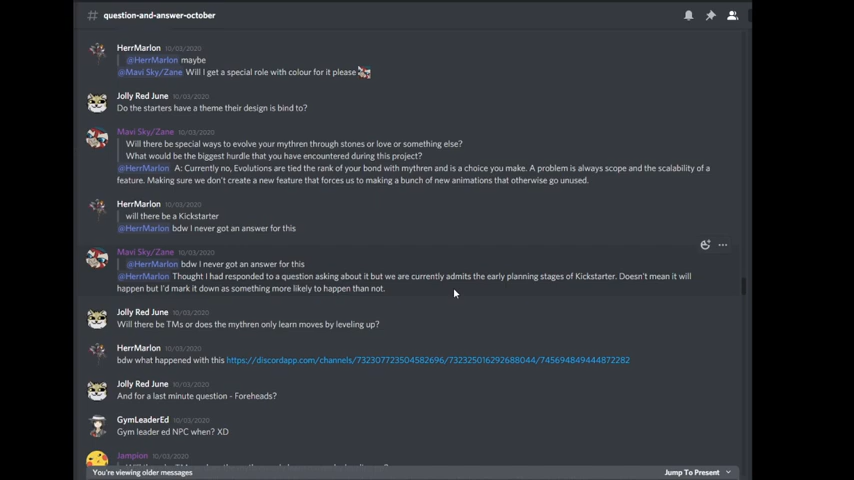 # question-and-answer-october
HerrMarlon 10/03/2020
@HerrMarlon maybe
@Mavi Sky/Zane Will I get a special role with colour for it please
Jolly Red June 10/03/2020
Do the starters have a theme their design is bind to?
Mavi Sky/Zane 10/03/2020
Will there be special ways to evolve your mythren through stones or love or something else?
What would be the biggest hurdle that you have encountered during this project?
@HerrMarlon A: Currently no, Evolutions are tied the rank of your bond with mythren and is a choice you make. A problem is always scope and the scalability of a
feature. Making sure we don't create a new feature that forces us to making a bunch of new animations that otherwise go unused.
HerrMarlon 10/03/2020
will there be a Kickstarter
@HerrMarlon bdw I never got an answer for this
Mavi Sky/Zane 10/03/2020
@HerrMarlon bdw I never got an answer for this
@HerrMarlon Thought I had responded to a question asking about it but we are currently admits the early planning stages of Kickstarter. Doesn't mean it will
happen but I'd mark it down as something more likely to happen than not.
Jolly Red June 10/03/2020
Will there be TMs or does the mythren only learn moves by leveling up?
HerrMarlon 10/03/2020
bdw what happened with this https://discordapp.com/channels/732307723504582696/732325016292688044/745694849444872282
Jolly Red June 10/03/2020
And for a last minute question - Foreheads?
GymLeaderEd 10/03/2020
Gym leader ed NPC when? XD
Jampion 10/03/2020
You're viewing older messages
Jump To Present